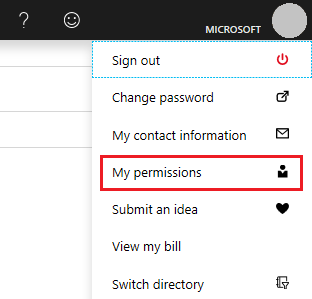 ?
MICROSOFT
Sign out
Change password
My contact information
My permissions
Submit an idea
View my bill
Switch directory